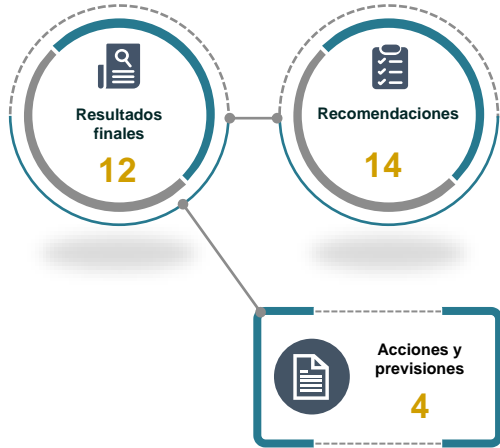 Resultados
finales
12
Recomendaciones
14
Acciones y
previsiones
4